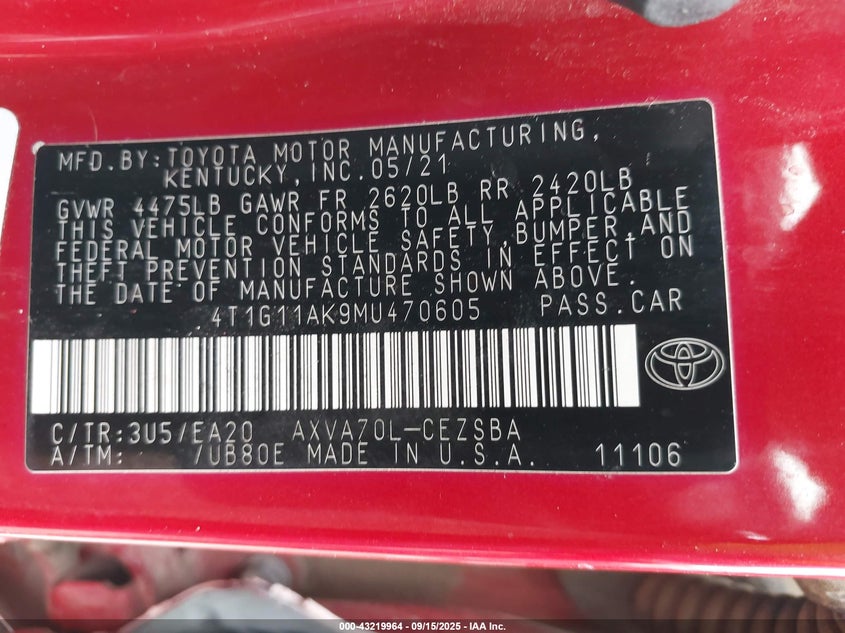 MFD.BY:TOYOTA MOTOR MANUFACTURING,
KENTUCKY,INC.05/21
GVWR 4475LB GAWR FR 2620LB RR 2420LB
THIS VEHICLE CONFORMS TO ALL APPLICABLE
FEDERAL MOTOR VEHICLE SAFETY,BUMPER,AND
THEFT PREVENTION STANDARDS IN EFFECT ON
THE DATE OF MANUFACTURE SHOWN ABOVE.
4T1G11AK9MU470605 PASS.CAR
C/TR:3U5/EA20 AXVA70L-CEZSBA
A/TM: /UB80E MADE IN U.S.A. 11106
000-43219964 - 09/15/2025 - IAA Inc.